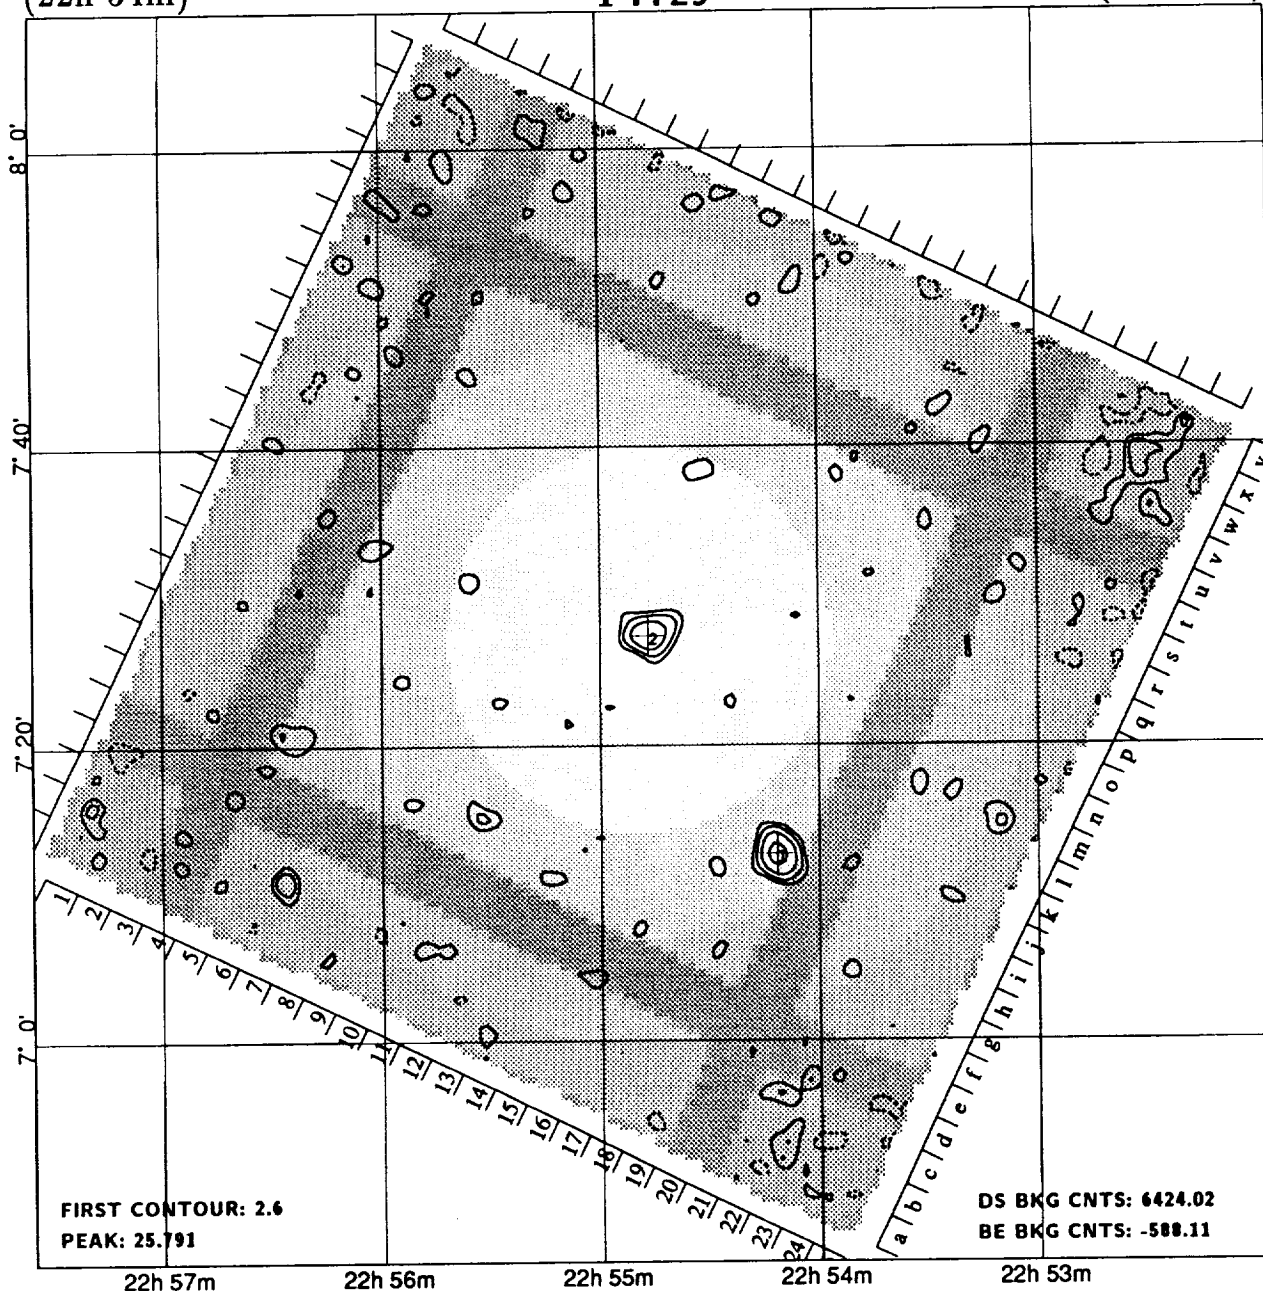 (22h 54m)
8° 0'
7° 40'
7° 20'
7° 0'
2
1 2 3 4 5 6 7 8 9 10 11 12 13 14 15 16 17 18 19 20 21 22 23 24
a b c d e f g h i j k l m n o p q r s t u v w x
FIRST CONTOUR: 2.6
PEAK: 25.791
DS BKG CNTS: 6424.02
BE BKG CNTS: -588.11
22h 57m
22h 56m
22h 55m
22h 54m
22h 53m